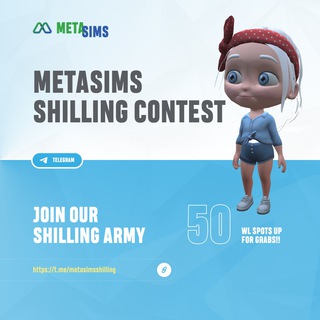 METASIMS
METASIMS
SHILLING CONTEST
TELEGRAM
JOIN OUR
SHILLING ARMY
50
WL SPOTS UP
FOR GRABS!!
https://t.me/metasimsshilling